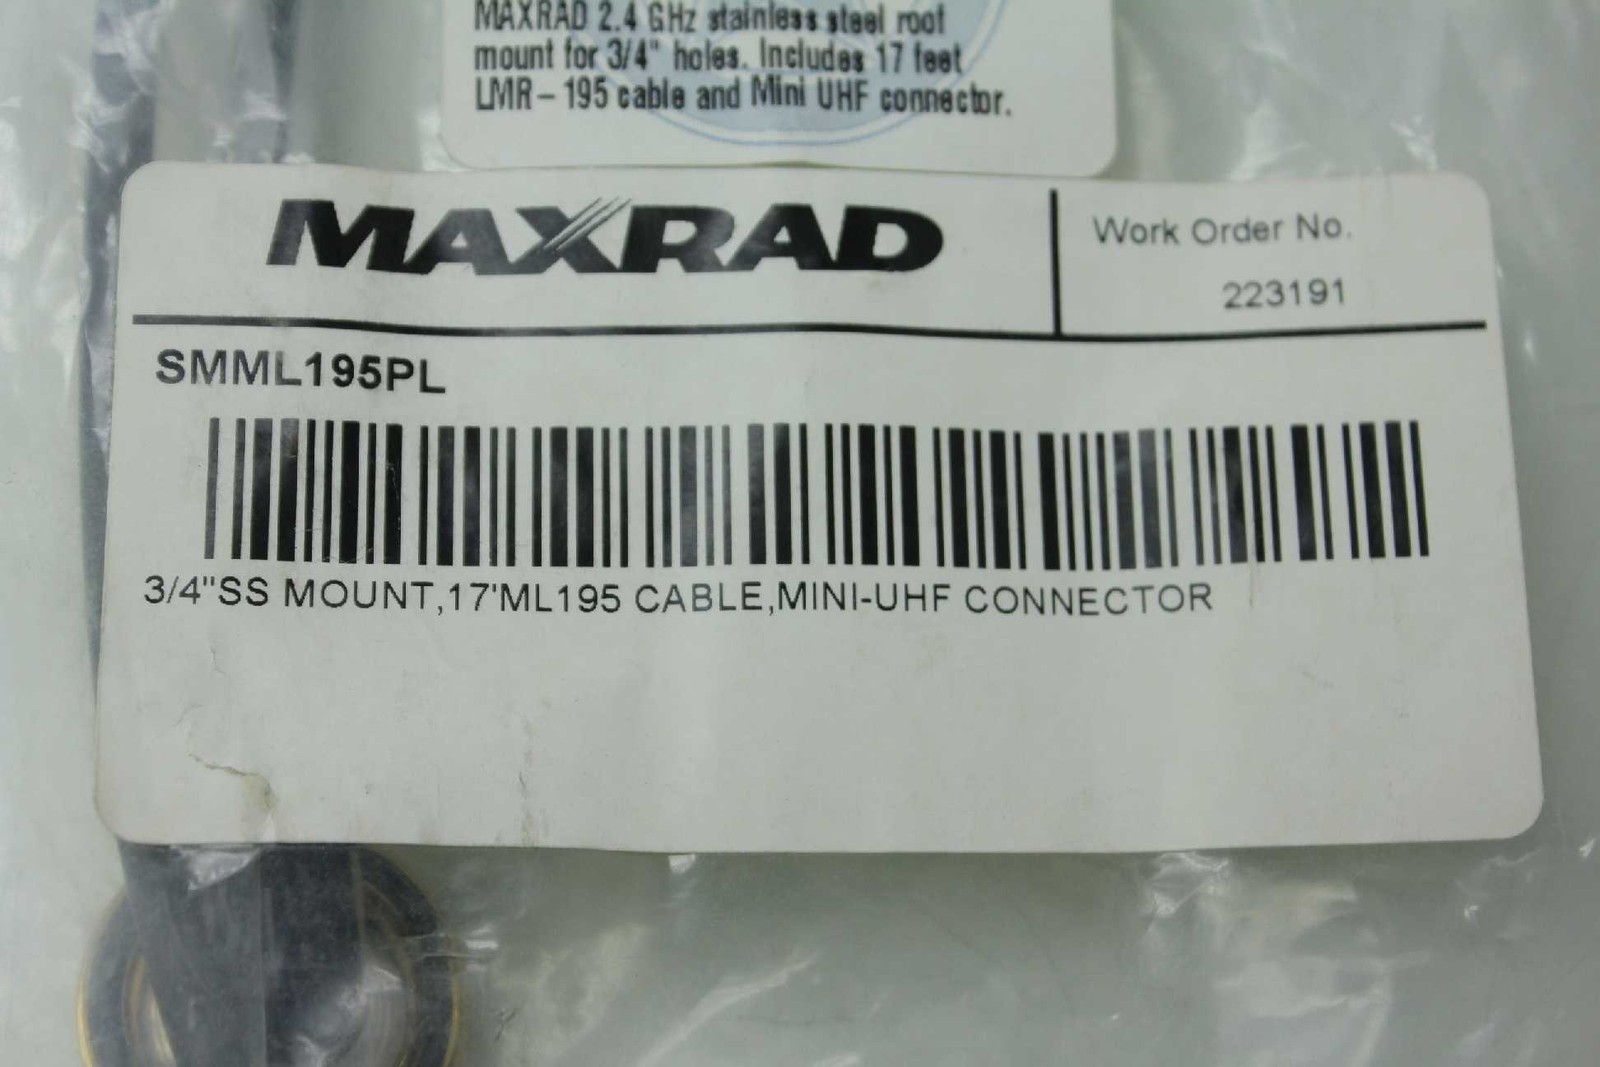 MAXRAD 2.4 GHz stainless steel roof
mount for 3/4" holes. Includes 17 feet
LMR-195 cable and Mini UHF connector.
MAXRAD
Work Order No.
223191
SMML195PL
3/4"SS MOUNT,17'ML195 CABLE,MINI-UHF CONNECTOR